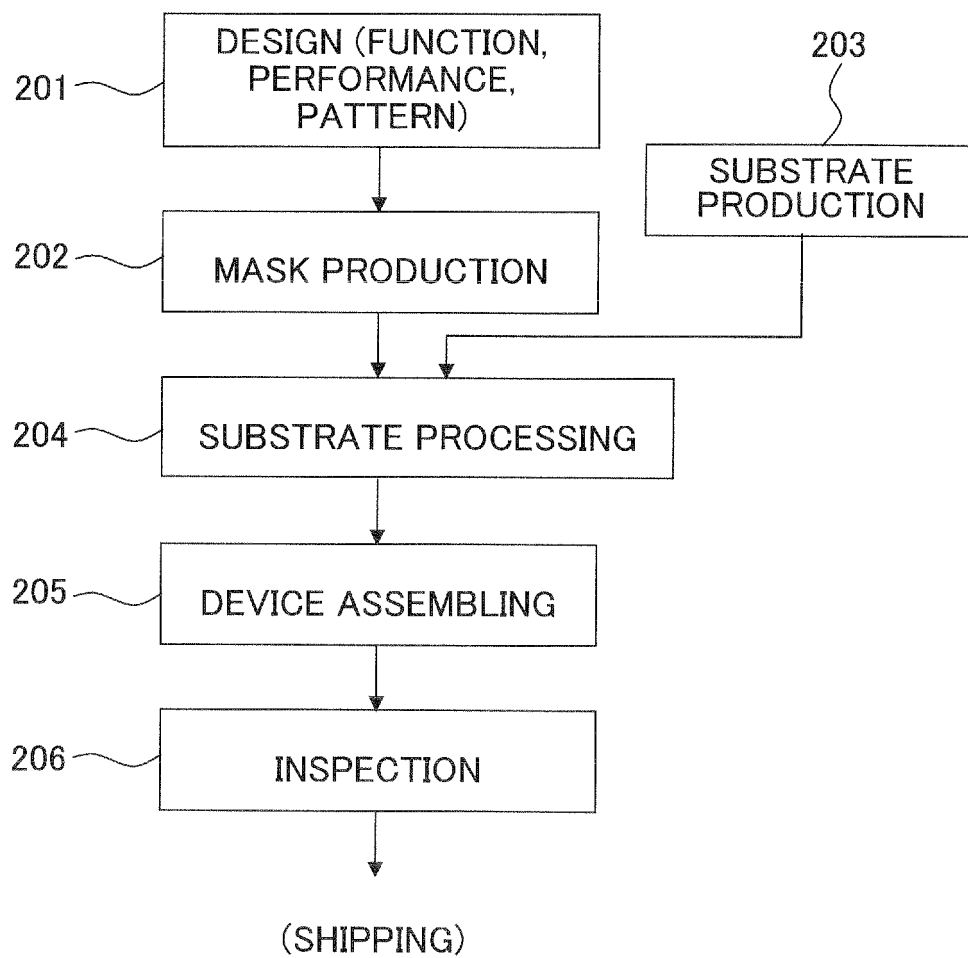 201
DESIGN (FUNCTION,
PERFORMANCE,
PATTERN)
203
SUBSTRATE
PRODUCTION
202
MASK PRODUCTION
204
SUBSTRATE PROCESSING
205
DEVICE ASSEMBLING
206
INSPECTION
(SHIPPING)